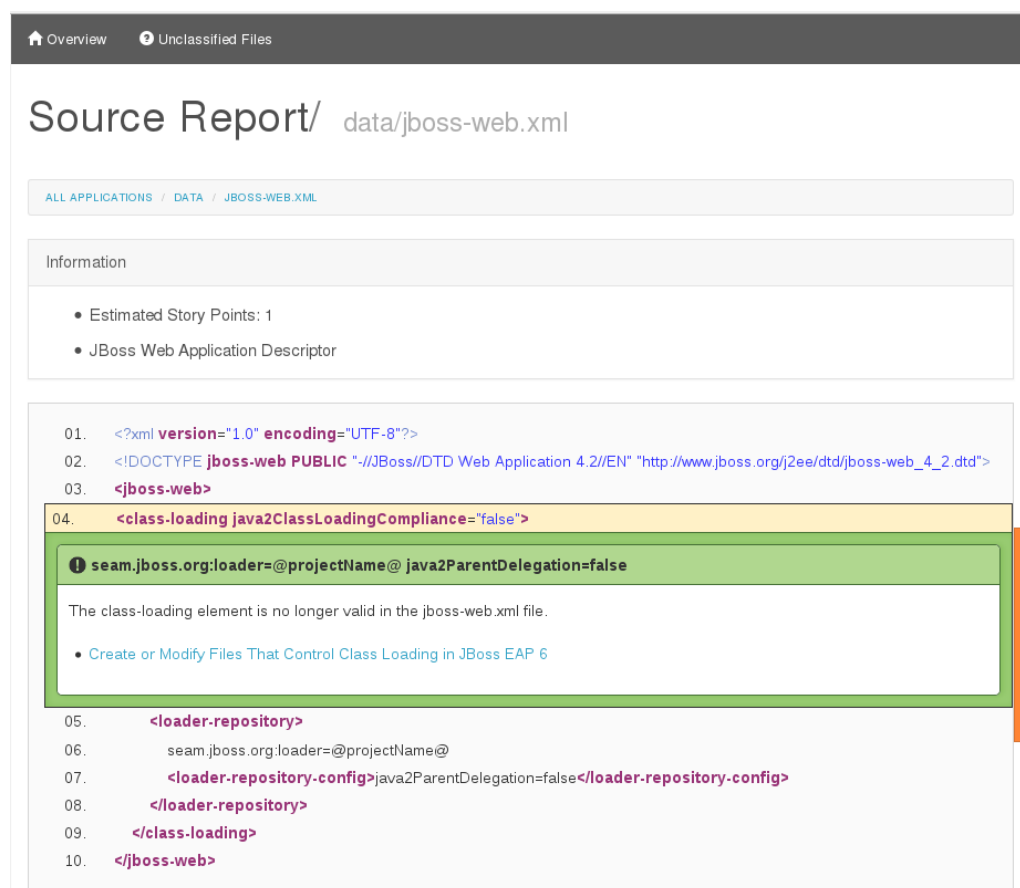 Overview Unclassified Files
Source Report/ data/jboss-web.xml
ALL APPLICATIONS / DATA / JBOSS-WEB.XML
Information
• Estimated Story Points: 1
• JBoss Web Application Descriptor
01. <?xml version="1.0" encoding="UTF-8"?>
02. <!DOCTYPE jboss-web PUBLIC "-//JBoss//DTD Web Application 4.2//EN" "http://www.jboss.org/j2ee/dtd/jboss-web_4_2.dtd">
03. <jboss-web>
04. <class-loading java2ClassLoadingCompliance="false">
seam.jboss.org:loader=@projectName@ java2ParentDelegation=false
The class-loading element is no longer valid in the jboss-web.xml file.
• Create or Modify Files That Control Class Loading in JBoss EAP 6
05. <loader-repository>
06. seam.jboss.org:loader=@projectName@
07. <loader-repository-config>java2ParentDelegation=false</loader-repository-config>
08. </loader-repository>
09. </class-loading>
10. </jboss-web>